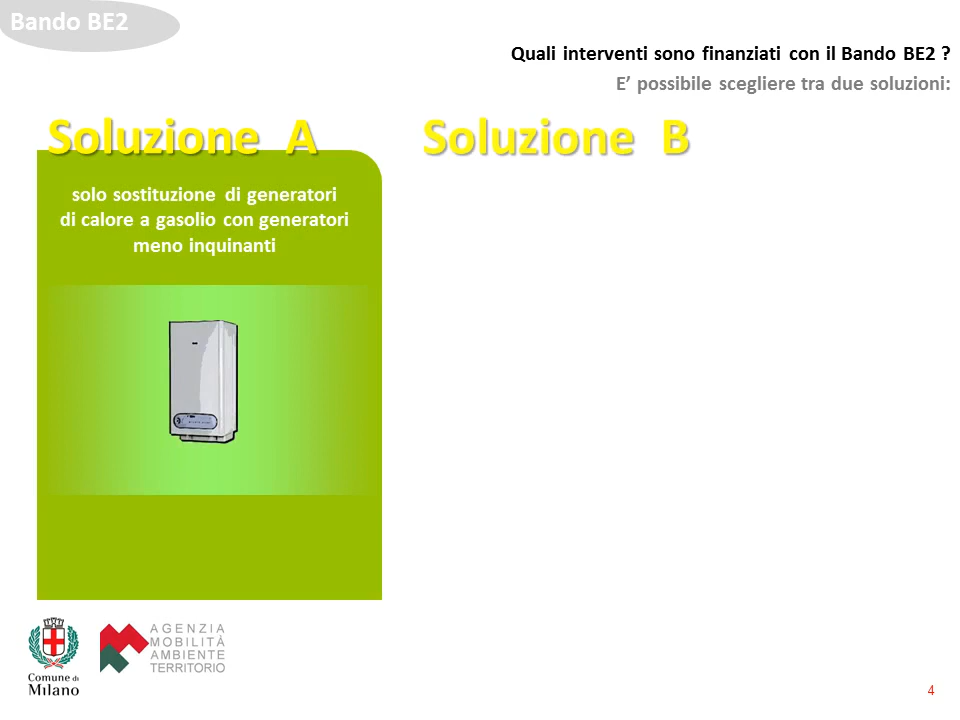 Bando BE2
Quali interventi sono finanziati con il Bando BE2 ?
E’ possibile scegliere tra due soluzioni:
Soluzione A
Soluzione B
solo sostituzione di generatori
di calore a gasolio con generatori
meno inquinanti
Comune di
Milano
AGENZIA
MOBILITÀ
AMBIENTE
TERRITORIO
4